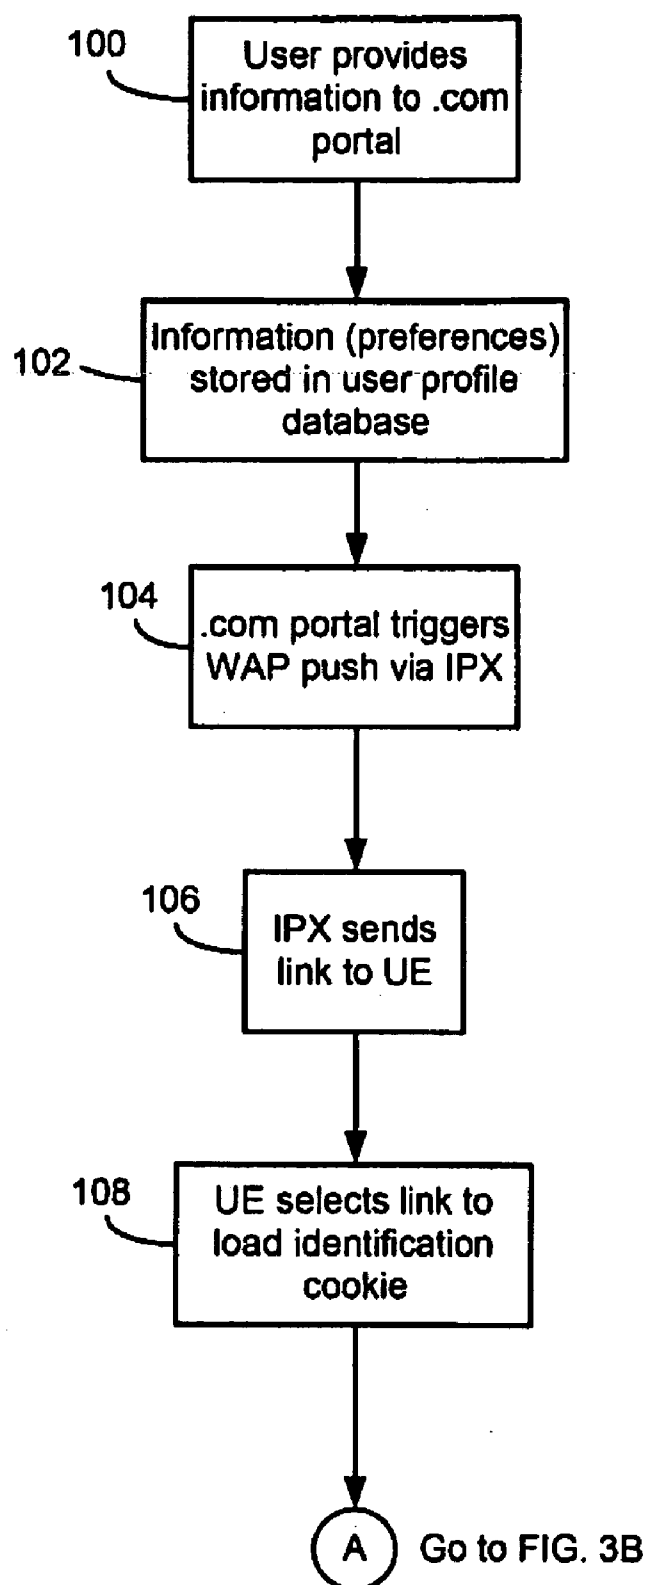 100
User provides
information to .com
portal
102
Information (preferences)
stored in user profile
database
104
.com portal triggers
WAP push via IPX
106
IPX sends
link to UE
108
UE selects link to
load identification
cookie
A
Go to FIG. 3B